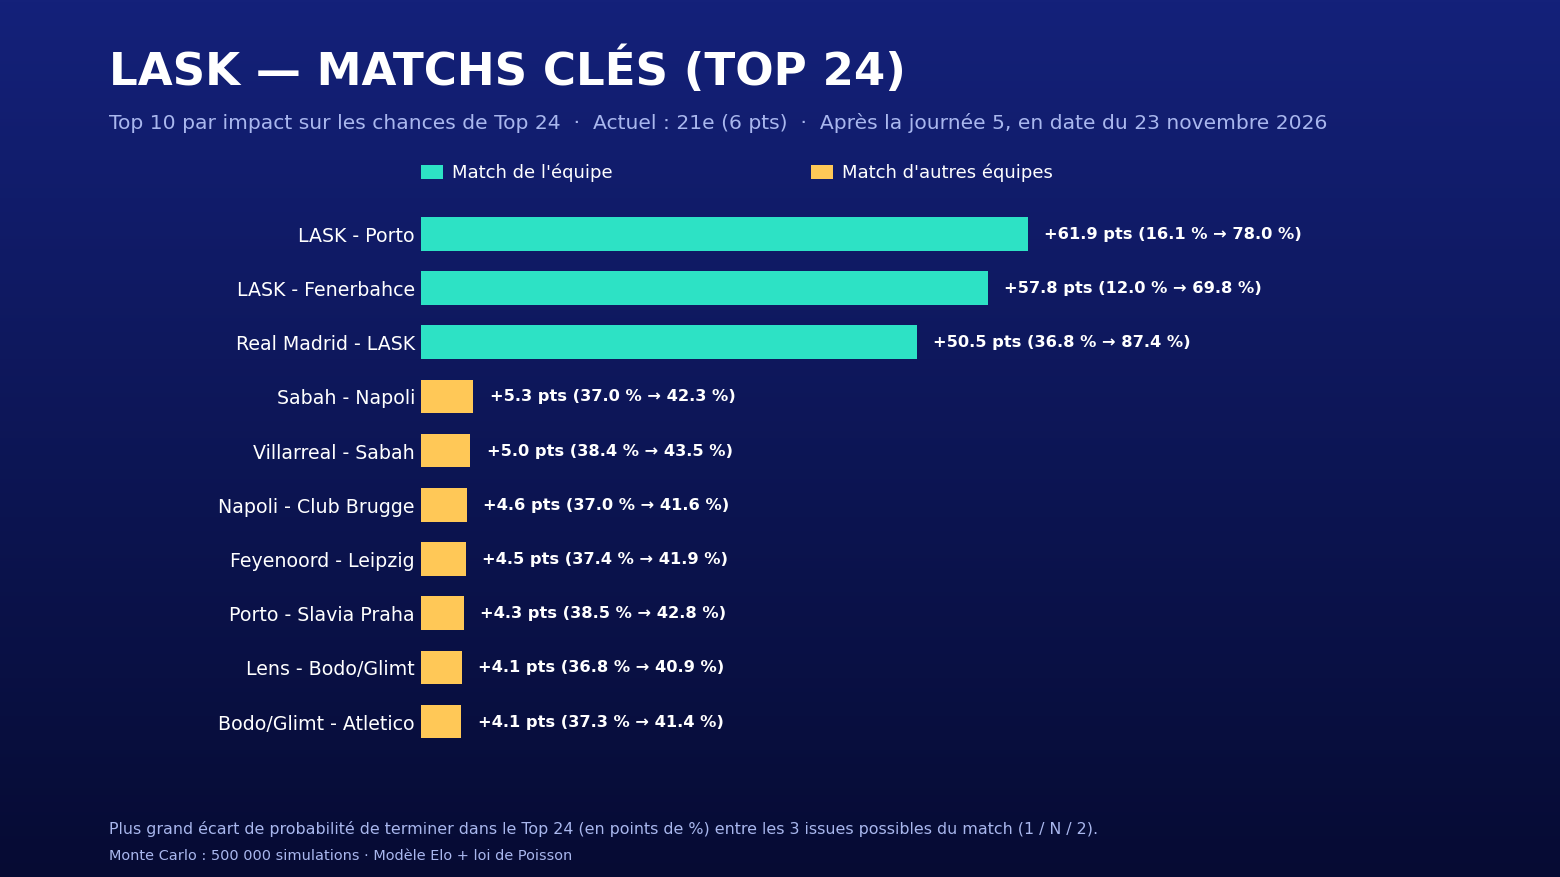 LASK — MATCHS CLÉS (TOP 24)
Top 10 par impact sur les chances de Top 24 · Actuel : 21e (6 pts) · Après la journée 5, en date du 23 novembre 2026
Match de l'équipe
Match d'autres équipes
LASK - Porto +61.9 pts (16.1 % → 78.0 %)
LASK - Fenerbahce +57.8 pts (12.0 % → 69.8 %)
Real Madrid - LASK +50.5 pts (36.8 % → 87.4 %)
Sabah - Napoli +5.3 pts (37.0 % → 42.3 %)
Villarreal - Sabah +5.0 pts (38.4 % → 43.5 %)
Napoli - Club Brugge +4.6 pts (37.0 % → 41.6 %)
Feyenoord - Leipzig +4.5 pts (37.4 % → 41.9 %)
Porto - Slavia Praha +4.3 pts (38.5 % → 42.8 %)
Lens - Bodo/Glimt +4.1 pts (36.8 % → 40.9 %)
Bodo/Glimt - Atletico +4.1 pts (37.3 % → 41.4 %)
Plus grand écart de probabilité de terminer dans le Top 24 (en points de %) entre les 3 issues possibles du match (1 / N / 2).
Monte Carlo : 500 000 simulations · Modèle Elo + loi de Poisson